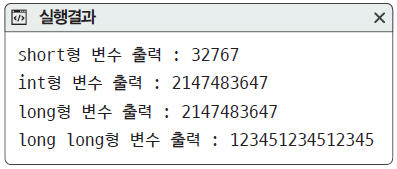 실행결과
short형 변수 출력 : 32767
int형 변수 출력 : 2147483647
long형 변수 출력 : 2147483647
long long형 변수 출력 : 123451234512345